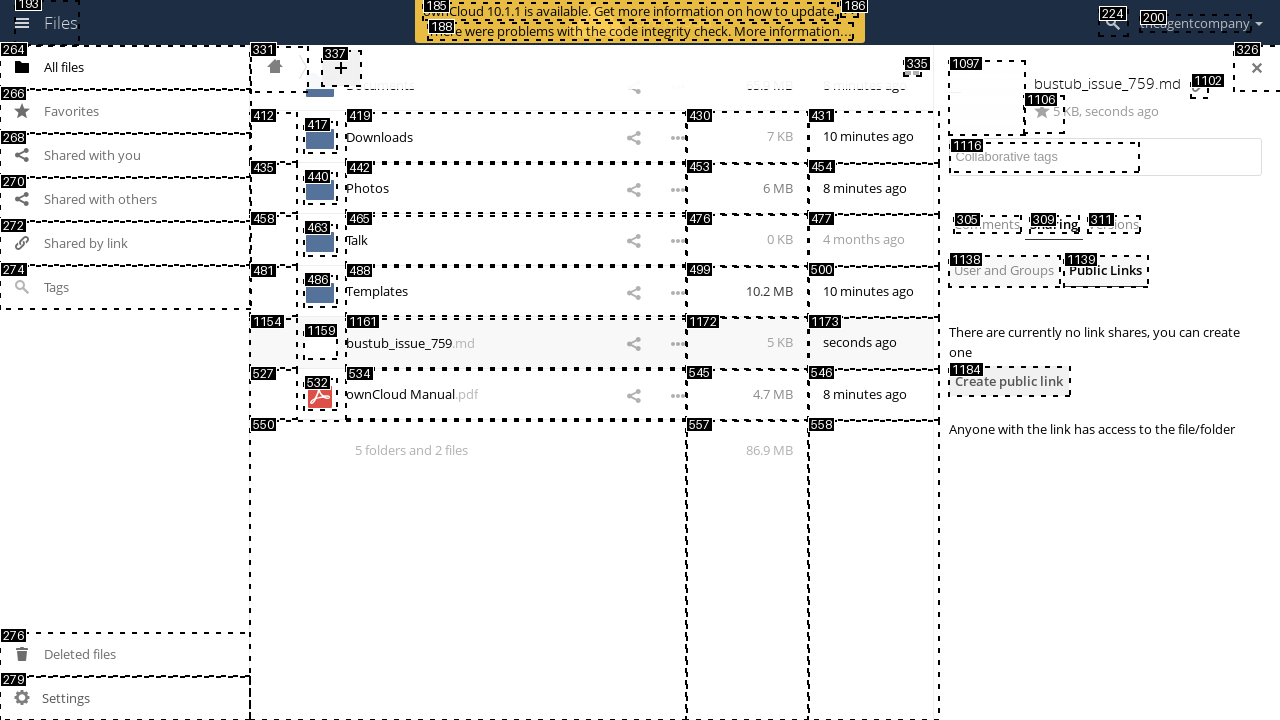 193
Files
185
ownCloud 10.1.1 is available. Get more information on how to update.
186
188
There were problems with the code integrity check. More information…
224
200
theagentcompany
264
All files
266
Favorites
268
Shared with you
270
Shared with others
272
Shared by link
274
Tags
276
Deleted files
279
Settings
331
337
+
335
Documents
8 minutes ago
412
417
419
Downloads
430
7 KB
431
10 minutes ago
435
440
442
Photos
453
6 MB
454
8 minutes ago
458
463
465
Talk
476
0 KB
477
4 months ago
481
486
488
Templates
499
10.2 MB
500
10 minutes ago
1154
1159
1161
bustub_issue_759.md
1172
5 KB
1173
seconds ago
527
532
534
ownCloud Manual.pdf
545
4.7 MB
546
8 minutes ago
550
5 folders and 2 files
557
86.9 MB
558
326
1097
bustub_issue_759.md
1102
1106
5 KB, seconds ago
1116
Collaborative tags
305
Comments
309
Sharing
311
Versions
1138
User and Groups
1139
Public Links
There are currently no link shares, you can create
one
1184
Create public link
Anyone with the link has access to the file/folder